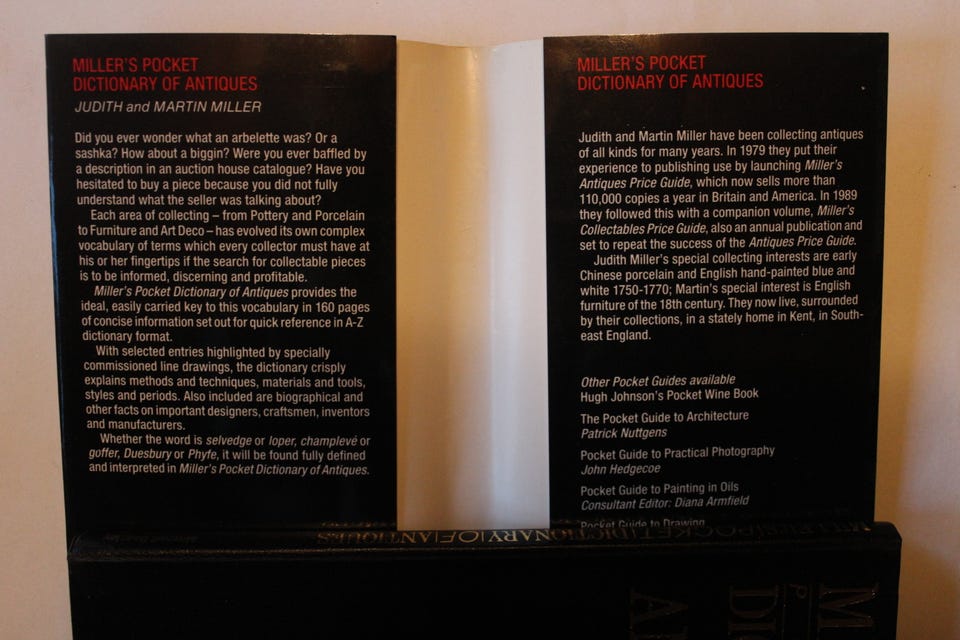 MILLER'S POCKET
DICTIONARY OF ANTIQUES
JUDITH and MARTIN MILLER
Did you ever wonder what an arbelette was? Or a
sashka? How about a biggin? Were you ever baffled by
a description in an auction house catalogue? Have you
hesitated to buy a piece because you did not fully
understand what the seller was talking about?
Each area of collecting – from Pottery and Porcelain
to Furniture and Art Deco – has evolved its own complex
vocabulary of terms which every collector must have at
his or her fingertips if the search for collectable pieces
is to be informed, discerning and profitable.
Miller's Pocket Dictionary of Antiques provides the
ideal, easily carried key to this vocabulary in 160 pages
of concise information set out for quick reference in A-Z
dictionary format.
With selected entries highlighted by specially
commissioned line drawings, the dictionary crisply
explains methods and techniques, materials and tools,
styles and periods. Also included are biographical and
other facts on important designers, craftsmen, inventors
and manufacturers.
Whether the word is selvedge or loper, champlevé or
goffer, Duesbury or Phyfe, it will be found fully defined
and interpreted in Miller's Pocket Dictionary of Antiques.
MILLER'S POCKET
DICTIONARY OF ANTIQUES
Judith and Martin Miller have been collecting antiques
of all kinds for many years. In 1979 they put their
experience to publishing use by launching Miller's
Antiques Price Guide, which now sells more than
110,000 copies a year in Britain and America. In 1989
they followed this with a companion volume, Miller's
Collectables Price Guide, also an annual publication and
set to repeat the success of the Antiques Price Guide.
Judith Miller's special collecting interests are early
Chinese porcelain and English hand-painted blue and
white 1750-1770; Martin's special interest is English
furniture of the 18th century. They now live, surrounded
by their collections, in a stately home in Kent, in South-
east England.
Other Pocket Guides available
Hugh Johnson's Pocket Wine Book
The Pocket Guide to Architecture
Patrick Nuttgens
Pocket Guide to Practical Photography
John Hedgecoe
Pocket Guide to Painting in Oils
Consultant Editor: Diana Armfield
Pocket Guide to Drawing
MILLER'S POCKET DICTIONARY OF ANTIQUES